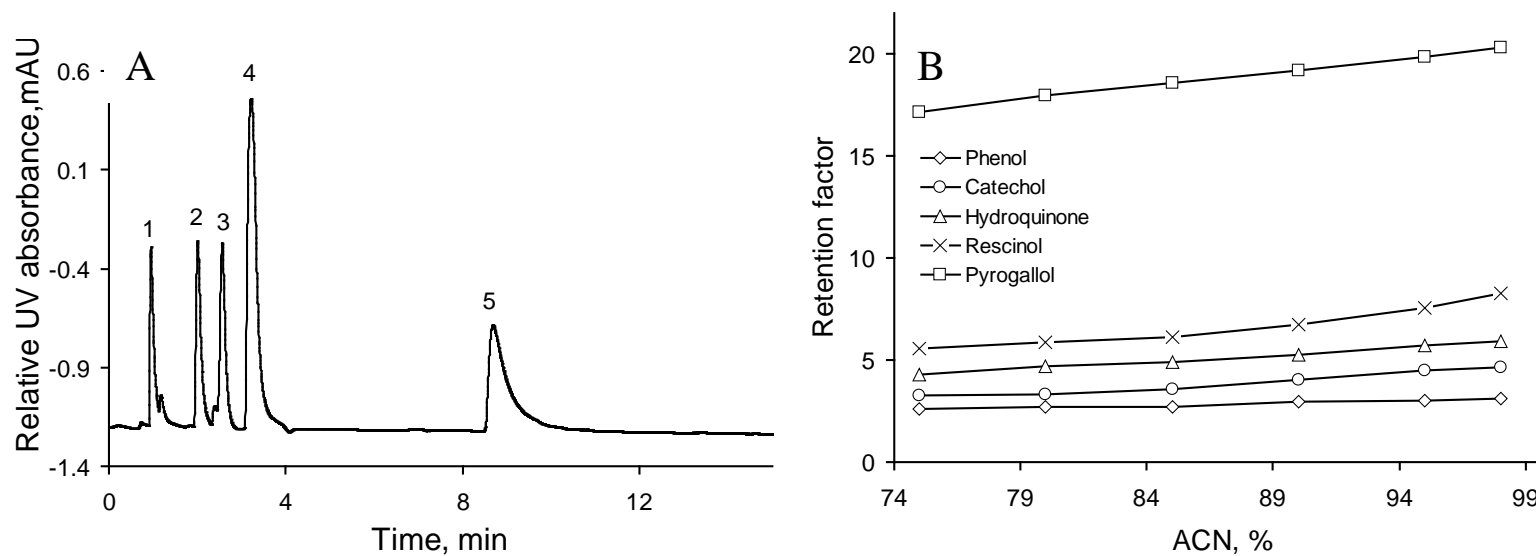 A
Relative UV absorbance,mAU
0.6
0.1
-0.4
-0.9
-1.4
1
2
3
4
5
0
4
8
12
Time, min
B
Retention factor
20
15
10
5
0
Phenol
Catechol
Hydroquinone
Rescinol
Pyrogallol
74
79
84
89
94
99
ACN, %